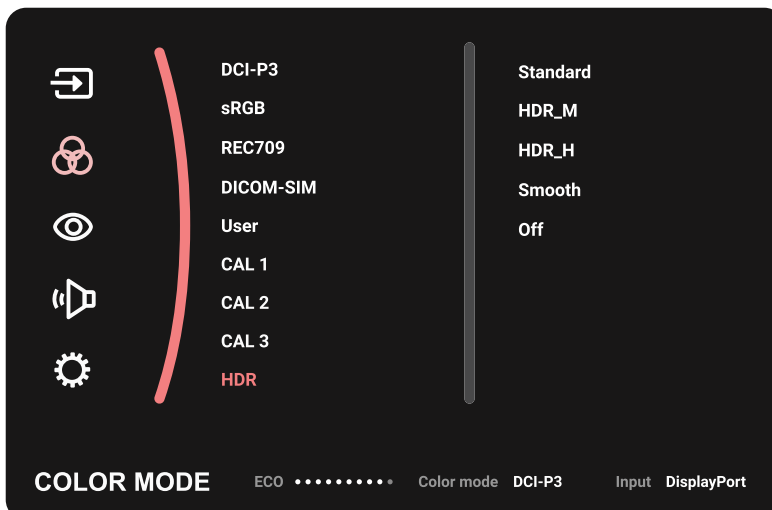 DCI-P3
sRGB
REC709
DICOM-SIM
User
CAL 1
CAL 2
CAL 3
HDR
Standard
HDR_M
HDR_H
Smooth
Off
COLOR MODE
ECO
Color mode DCI-P3
Input DisplayPort